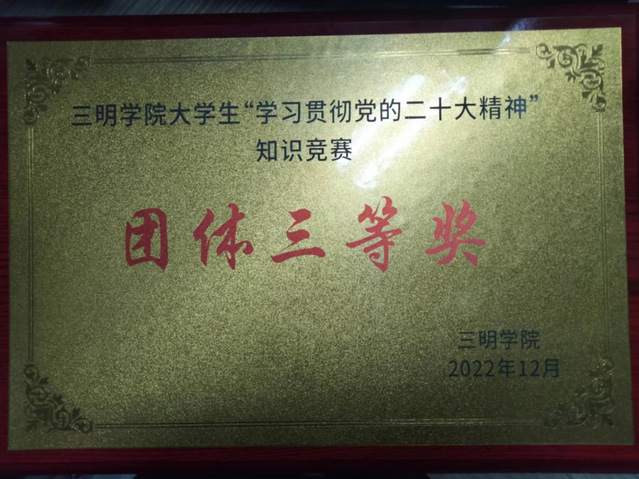 三明学院大学生“学习贯彻党的二十大精神”
知识竞赛
团体三等奖
三明学院
2022年12月